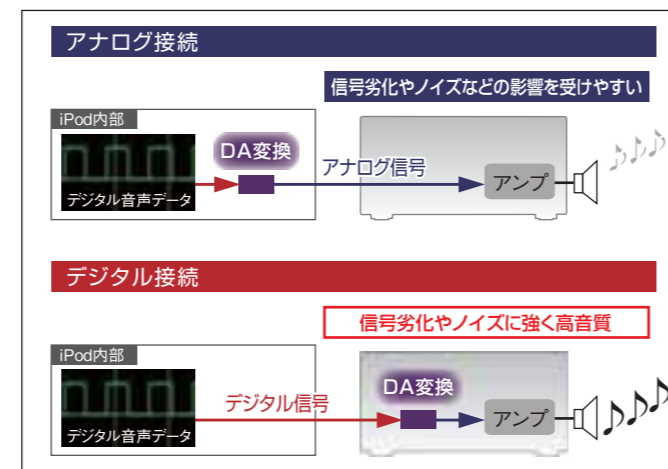 アナログ接続
信号劣化やノイズなどの影響を受けやすい
iPod内部
DA変換
デジタル音声データ
アナログ信号
アンプ
デジタル接続
信号劣化やノイズに強く高音質
iPod内部
デジタル信号
DA変換
デジタル音声データ
アンプ